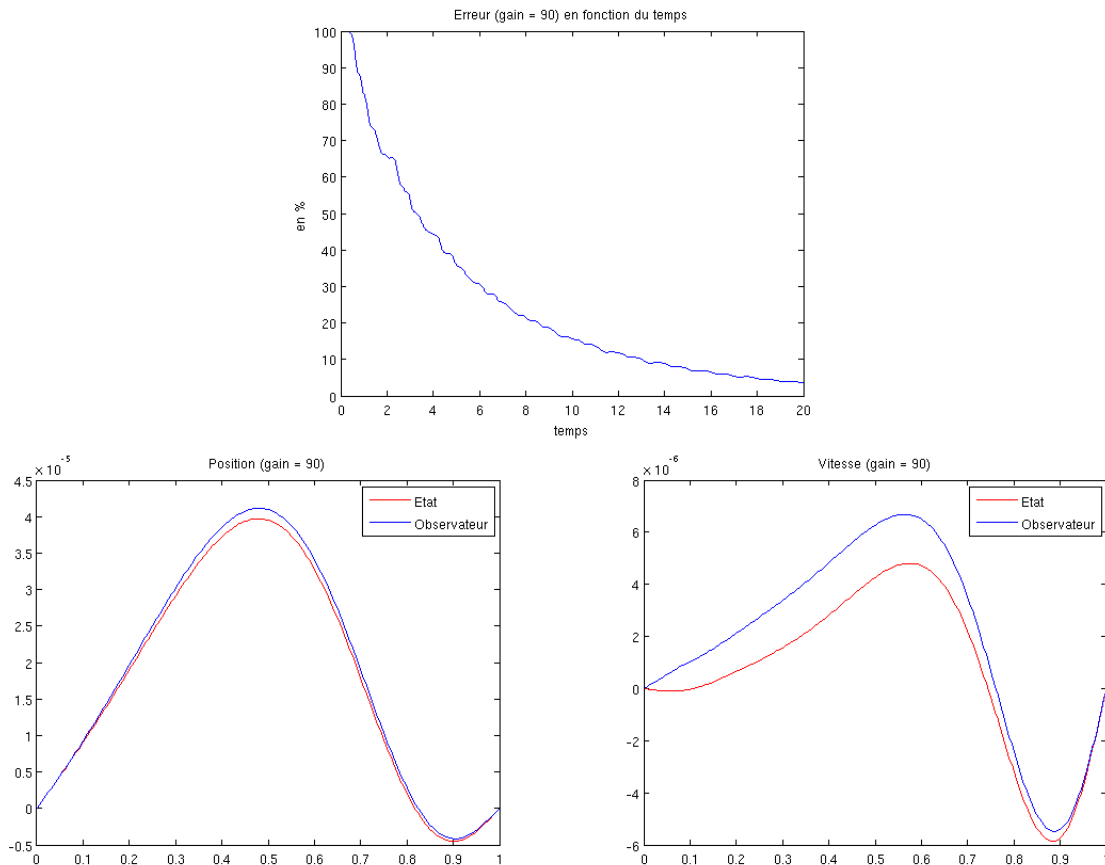 Erreur (gain = 90) en fonction du temps
100
90
80
70
60
50
40
30
20
10
0
en %
0 2 4 6 8 10 12 14 16 18 20
temps
Position (gain = 90)
×10^-5
4.5
4
3.5
3
2.5
2
1.5
1
0.5
0
-0.5
Etat
Observateur
0 0.1 0.2 0.3 0.4 0.5 0.6 0.7 0.8 0.9 1
Vitesse (gain = 90)
×10^-6
8
6
4
2
0
-2
-4
-6
Etat
Observateur
0 0.1 0.2 0.3 0.4 0.5 0.6 0.7 0.8 0.9